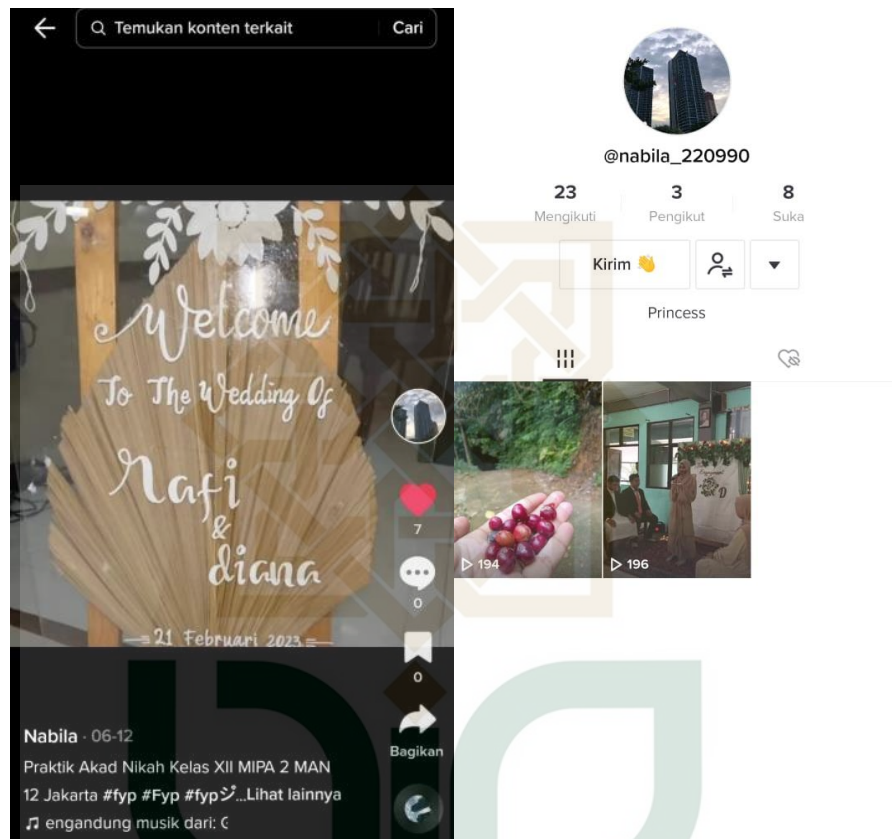 Temukan konten terkait
Cari
Welcome
To The Wedding Of
Rafi
&
diana
21 Februari 2023
7
0
0
Bagikan
Nabila · 06-12
Praktik Akad Nikah Kelas XII MIPA 2 MAN
12 Jakarta #fyp #Fyp #fypジ...Lihat lainnya
engandung musik dari:
@nabila_220990
23
3
8
Mengikuti
Pengikut
Suka
Kirim 👋
Princess
D
194
196